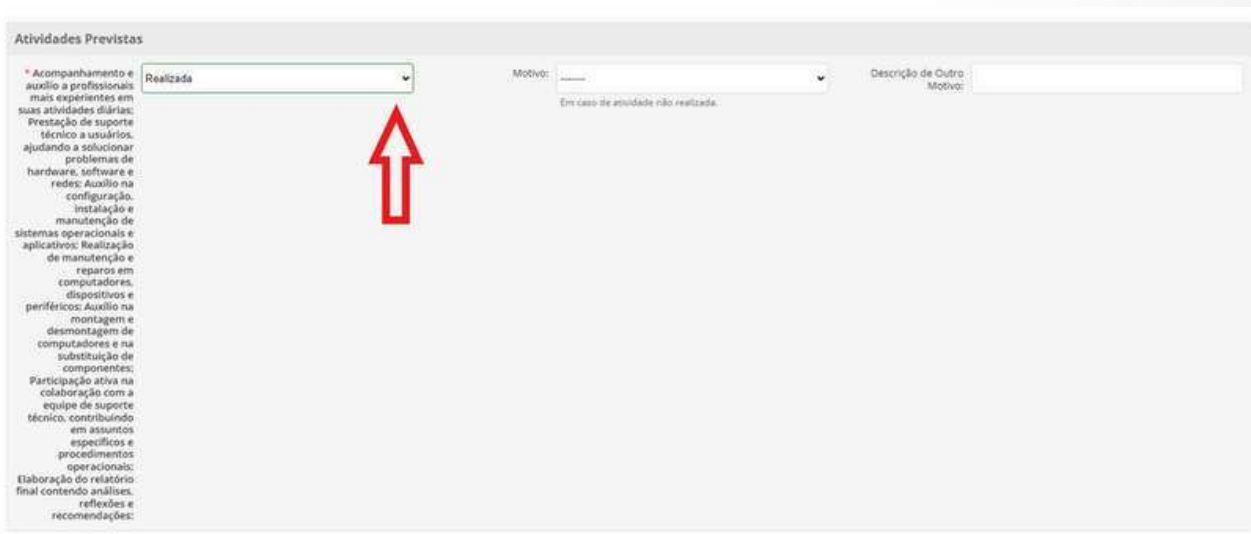 Atividades Previstas
* Acompanhamento e
auxílio a profissionais
mais experientes em
suas atividades diárias;
Prestação de suporte
técnico a usuários,
ajudando a solucionar
problemas de
hardware, software e
redes; Auxílio na
configuração,
instalação e
manutenção de
sistemas operacionais e
aplicativos; Realização
de manutenção e
reparos em
computadores,
dispositivos e
periféricos; Auxílio na
montagem e
desmontagem de
computadores e na
substituição de
componentes;
Participação ativa na
colaboração com a
equipe de suporte
técnico, contribuindo
em assuntos
específicos e
procedimentos
operacionais;
Elaboração do relatório
final contendo análises,
reflexões e
recomendações:
Realizada
Motivo:
--------
Em caso de atividade não realizada.
Descrição de Outro
Motivo: